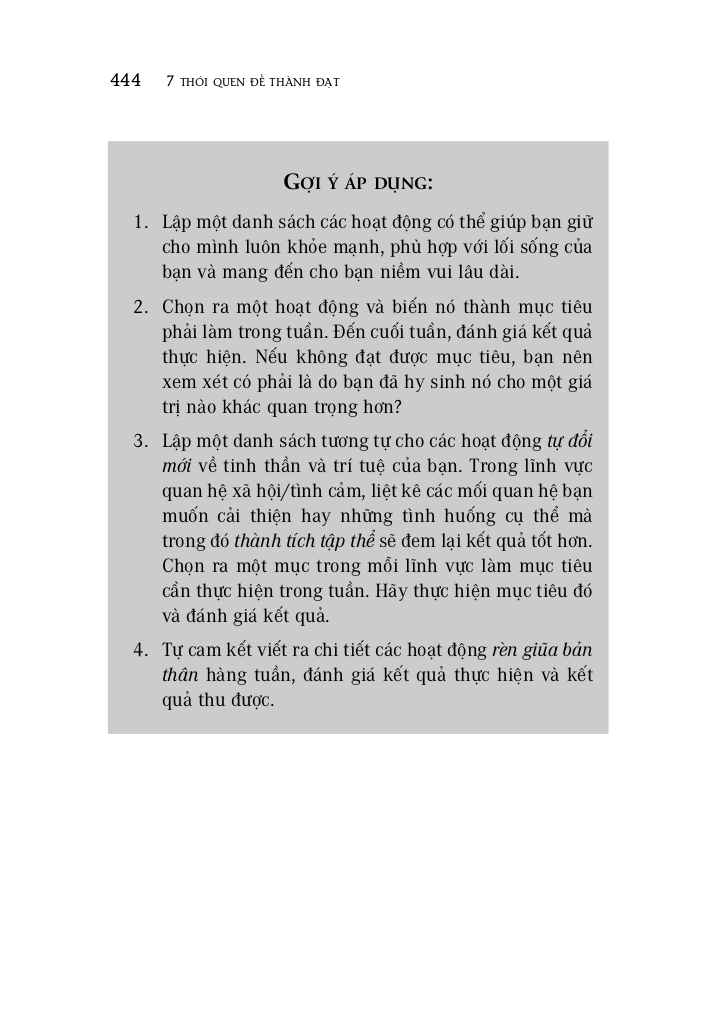 444 7 THÓI QUEN ĐỂ THÀNH ĐẠT
GỢI Ý ÁP DỤNG:
1. Lập một danh sách các hoạt động có thể giúp bạn giữ
cho mình luôn khỏe mạnh, phù hợp với lối sống của
bạn và mang đến cho bạn niềm vui lâu dài.
2. Chọn ra một hoạt động và biến nó thành mục tiêu
phải làm trong tuần. Đến cuối tuần, đánh giá kết quả
thực hiện. Nếu không đạt được mục tiêu, bạn nên
xem xét có phải là do bạn đã hy sinh nó cho một giá
trị nào khác quan trọng hơn?
3. Lập một danh sách tương tự cho các hoạt động tự đổi
mới về tinh thần và trí tuệ của bạn. Trong lĩnh vực
quan hệ xã hội/tình cảm, liệt kê các mối quan hệ bạn
muốn cải thiện hay những tình huống cụ thể mà
trong đó thành tích tập thể sẽ đem lại kết quả tốt hơn.
Chọn ra một mục trong mỗi lĩnh vực làm mục tiêu
cần thực hiện trong tuần. Hãy thực hiện mục tiêu đó
và đánh giá kết quả.
4. Tự cam kết viết ra chi tiết các hoạt động rèn giũa bản
thân hàng tuần, đánh giá kết quả thực hiện và kết
quả thu được.